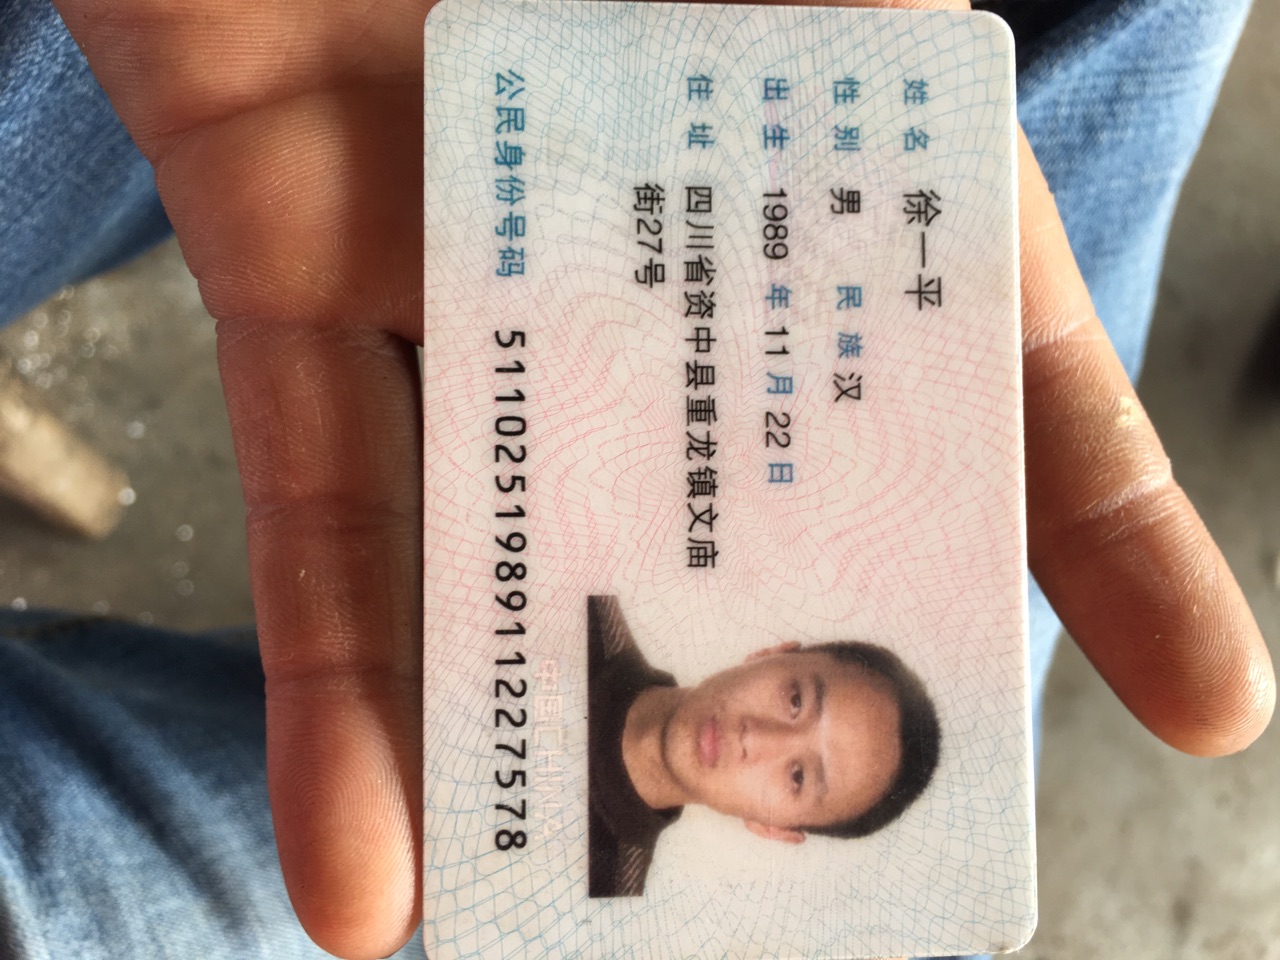 姓名 徐一平
性别 男 民族 汉
出生 1989 年 11 月 22 日
住址 四川省资中县重龙镇文庙
街27号
公民身份号码 511025198911227578
中国CHINA